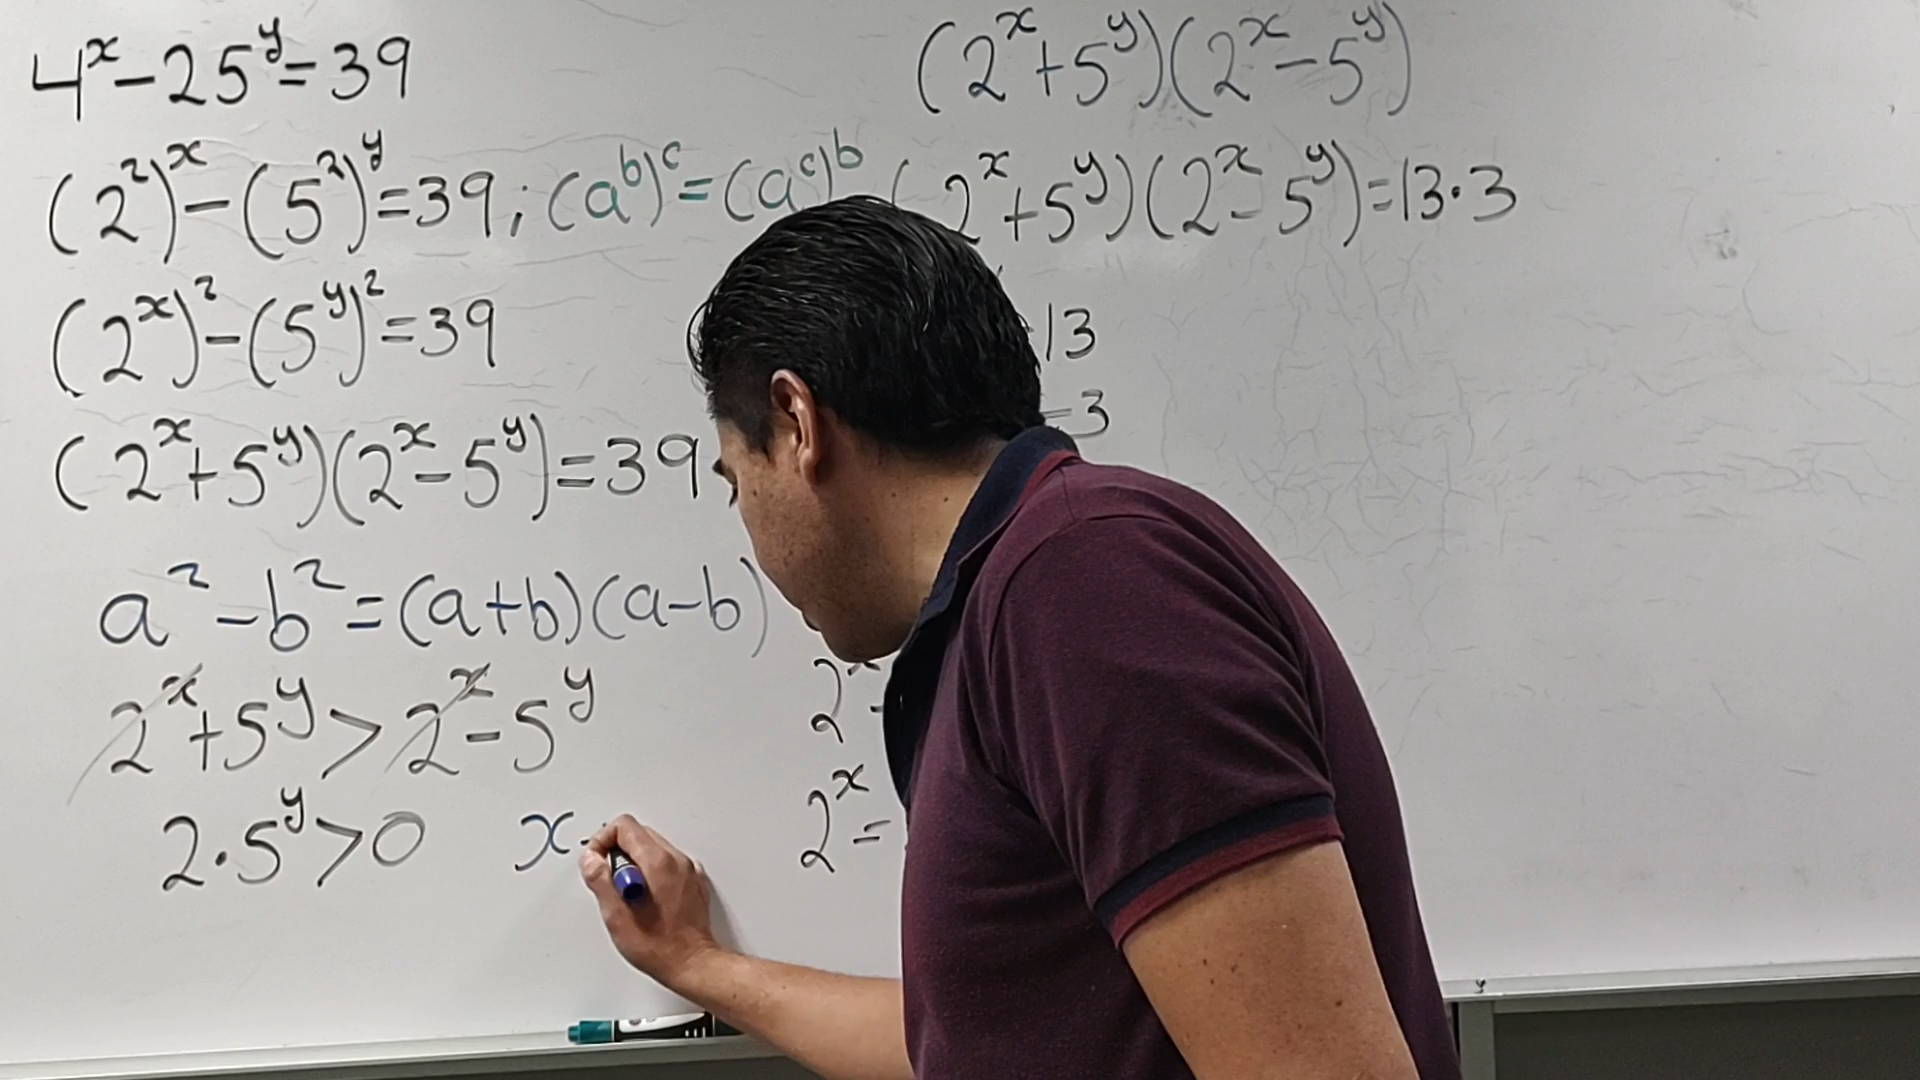 4^x - 25^y = 39
(2^2)^x - (5^2)^y = 39; (a^b)^c = (a^c)^b
(2^x)^2 - (5^y)^2 = 39
(2^x + 5^y)(2^x - 5^y) = 39
a^2 - b^2 = (a+b)(a-b)
2^x + 5^y > 2^x - 5^y
2·5^y > 0
x
(2^x + 5^y)(2^x - 5^y)
(2^x + 5^y)(2^x - 5^y) = 13·3
13
=3
2^x
2^x =